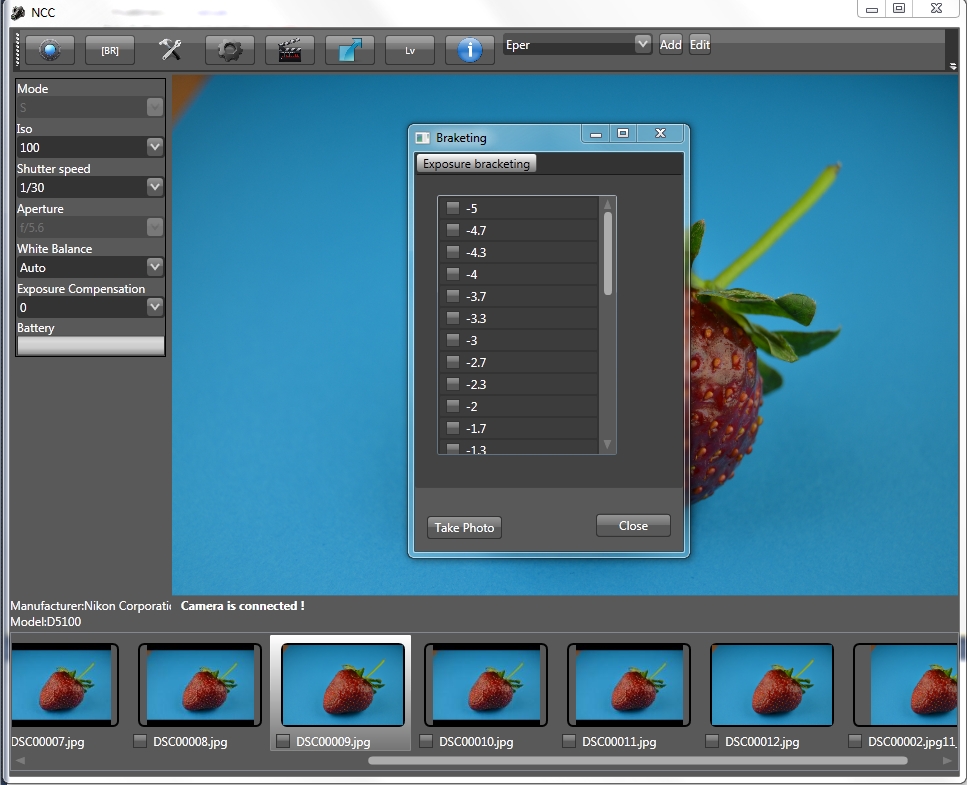 NCC
[BR]
Lv
Eper
Add
Edit
Mode
S
Iso
100
Shutter speed
1/30
Aperture
f/5.6
White Balance
Auto
Exposure Compensation
0
Battery
Braketing
Exposure bracketing
-5
-4.7
-4.3
-4
-3.7
-3.3
-3
-2.7
-2.3
-2
-1.7
-1.3
Take Photo
Close
Manufacturer:Nikon Corporatic
Camera is connected !
Model:D5100
DSC00007.jpg
DSC00008.jpg
DSC00009.jpg
DSC00010.jpg
DSC00011.jpg
DSC00012.jpg
DSC00002.jpg11_